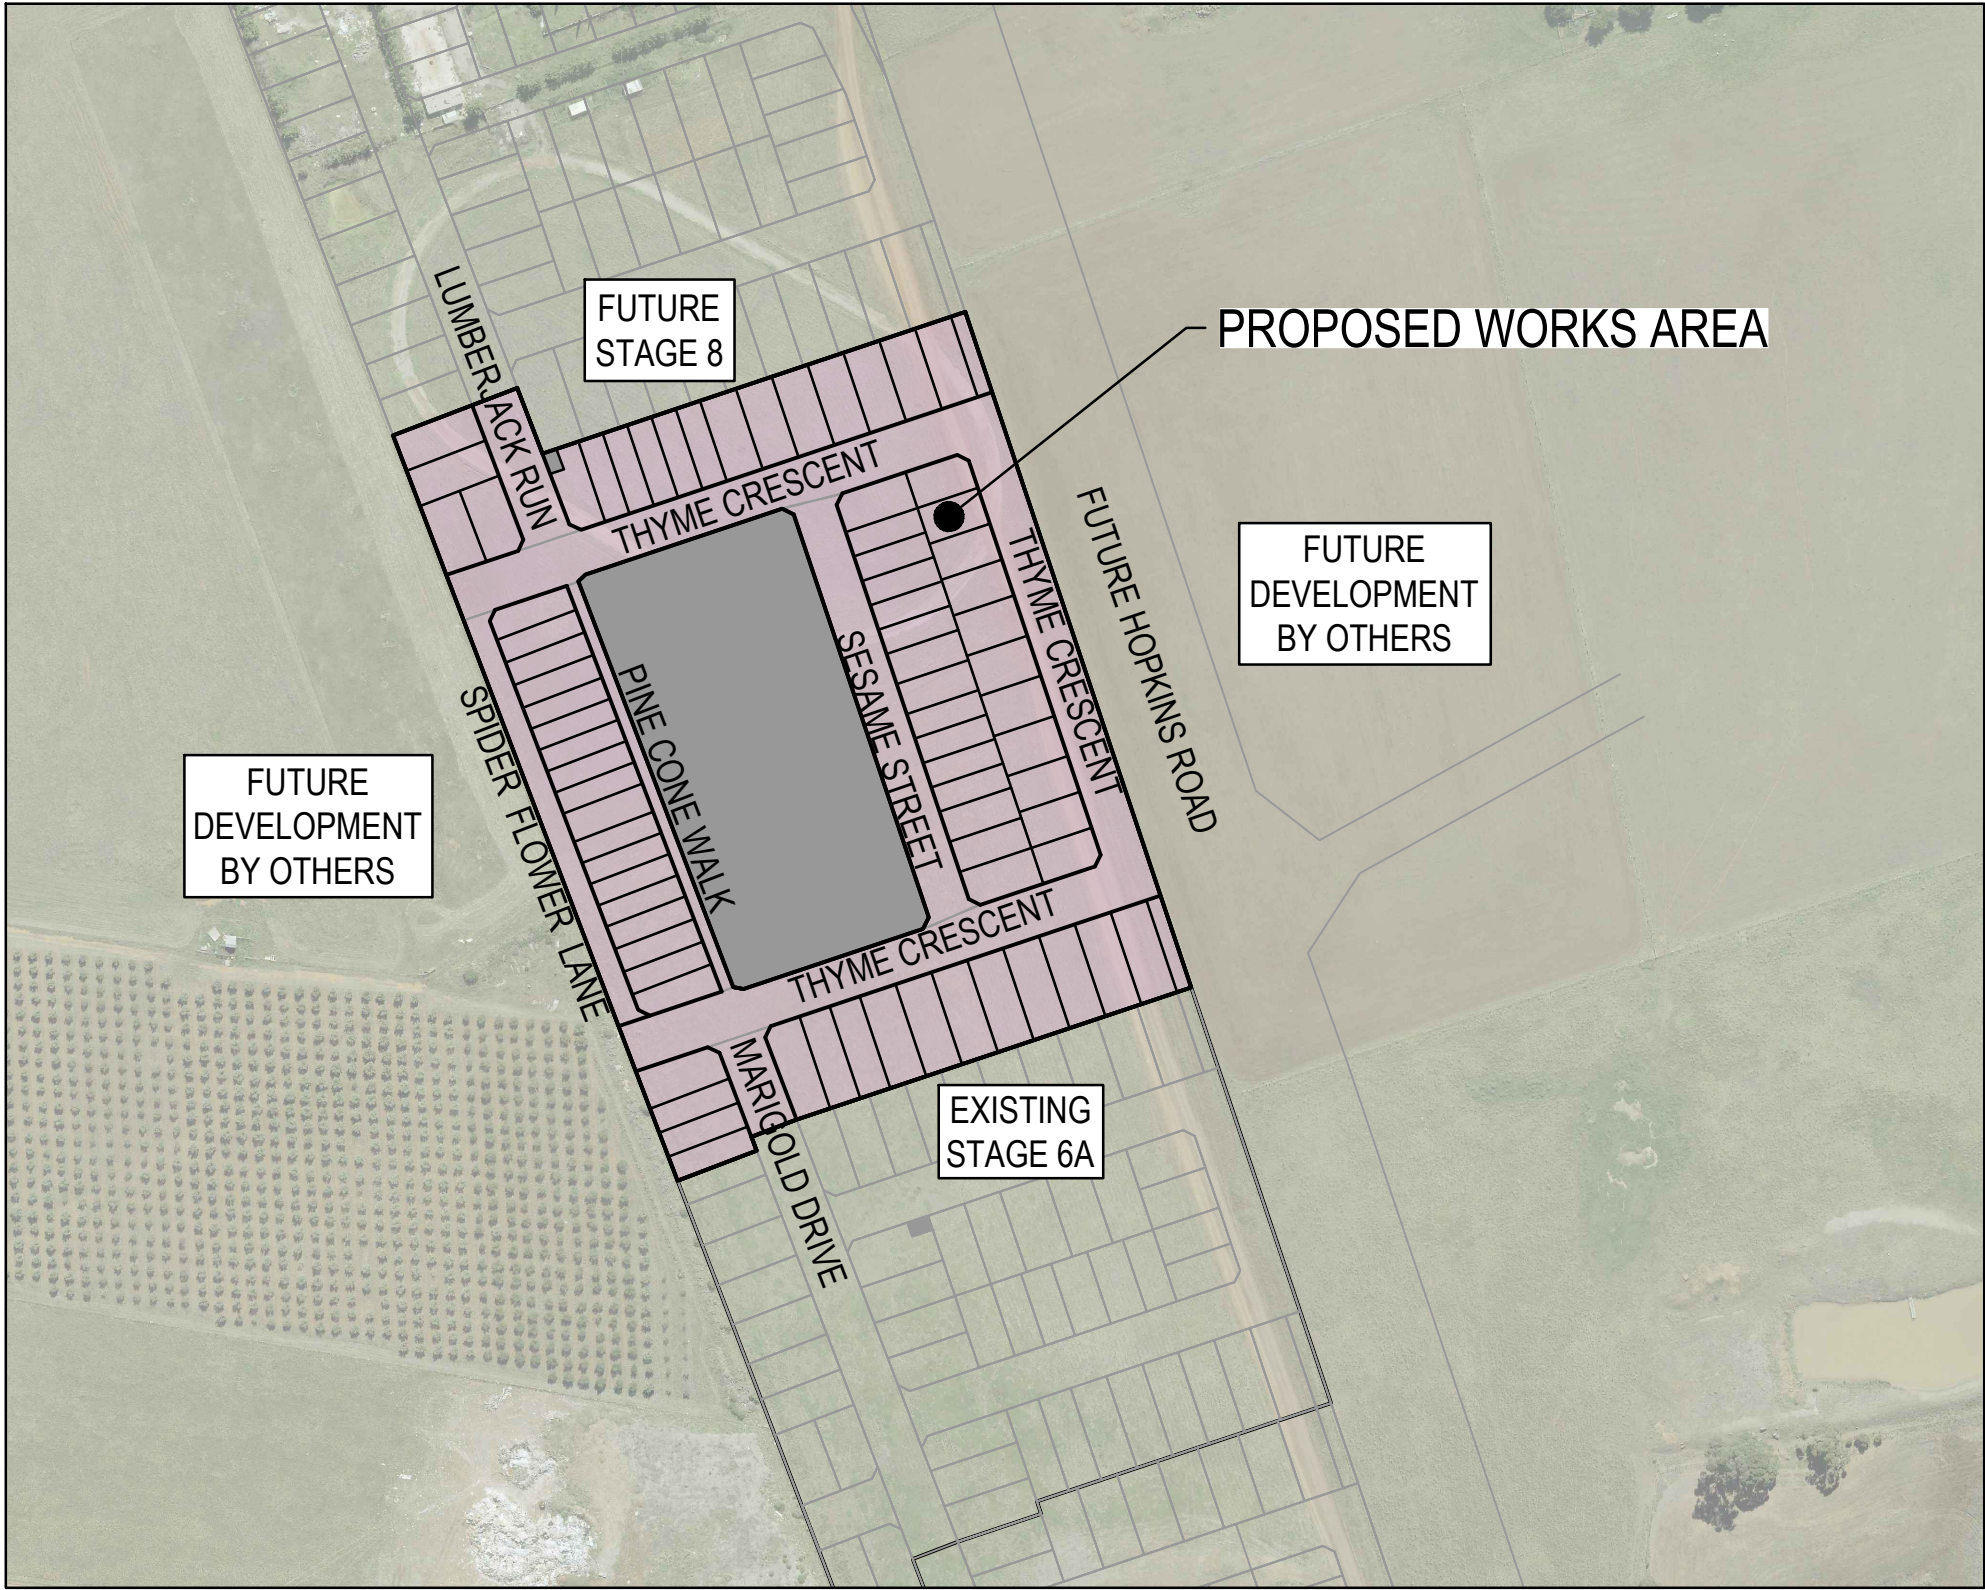 LUMBERJACK RUN
FUTURE
STAGE 8
PROPOSED WORKS AREA
THYME CRESCENT
FUTURE HOPKINS ROAD
THYME CRESCENT
FUTURE
DEVELOPMENT
BY OTHERS
SESAME STREET
PINE CONE WALK
SPIDER FLOWER LANE
FUTURE
DEVELOPMENT
BY OTHERS
THYME CRESCENT
MARIGOLD DRIVE
EXISTING
STAGE 6A